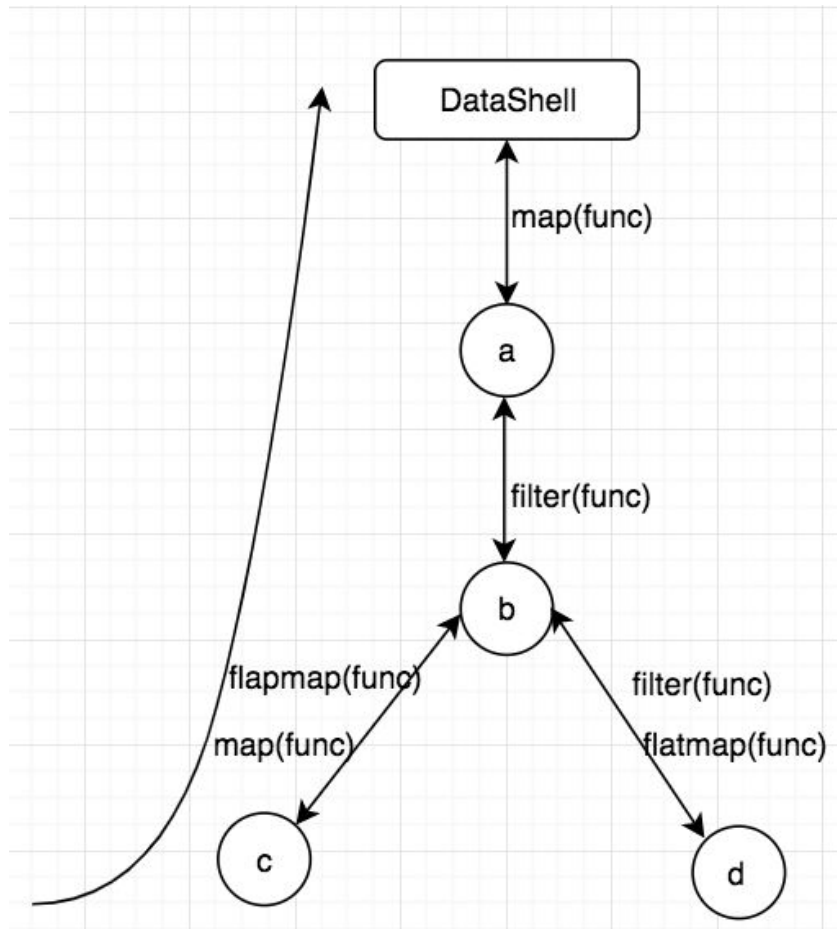 DataShell
map(func)
a
filter(func)
b
flapmap(func)
map(func)
filter(func)
flatmap(func)
c
d